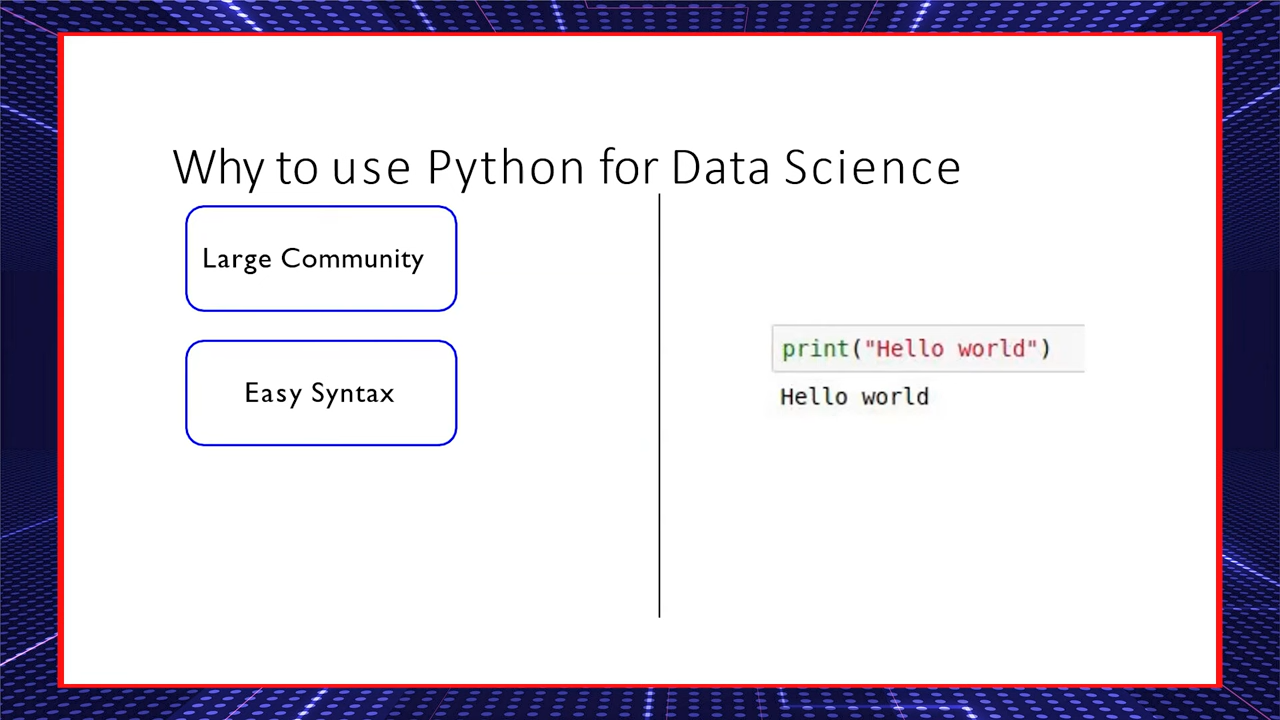 Why to use Python for Data Science
Large Community
Easy Syntax
print("Hello world")
Hello world